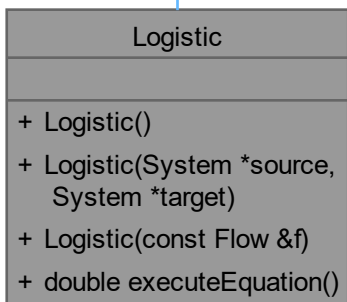 Logistic
+ Logistic()
+ Logistic(System *source,
System *target)
+ Logistic(const Flow &f)
+ double executeEquation()